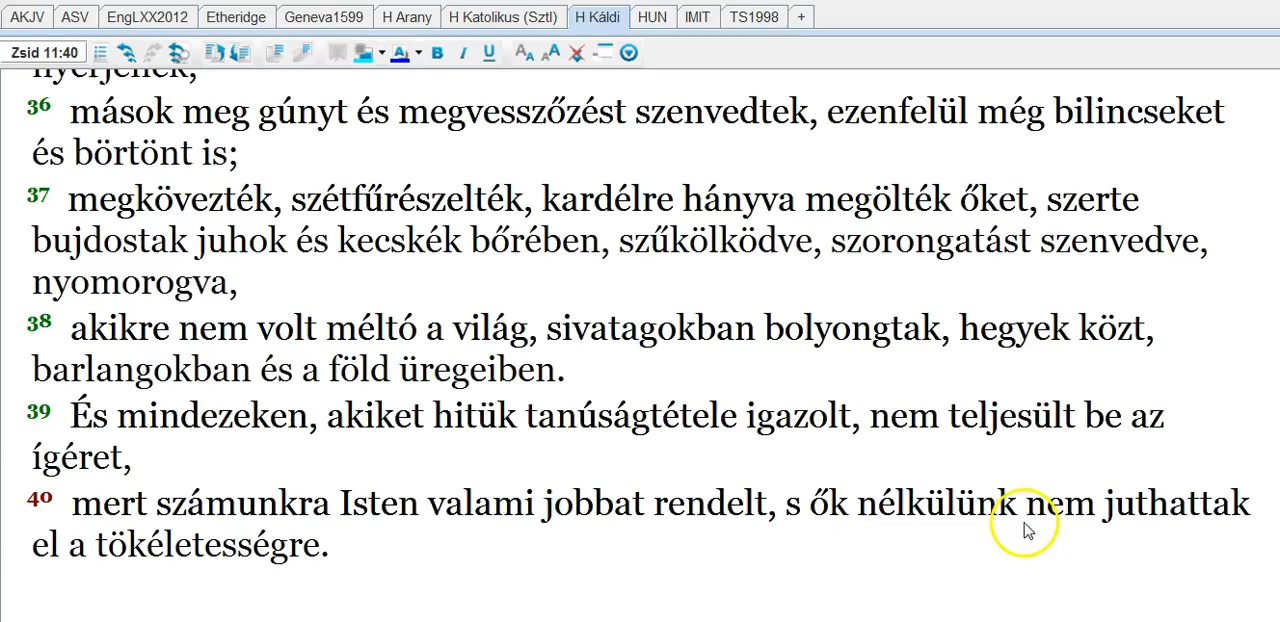 AKJV ASV EngLXX2012 Etheridge Geneva1599 H Arany H Katolikus (Sztl) H Káldi HUN IMIT TS1998 +
Zsid 11:40
nyerjenek,
36 mások meg gúnyt és megvesszőzést szenvedtek, ezenfelül még bilincseket
és börtönt is;
37 megkövezték, szétfűrészelték, kardélre hányva megölték őket, szerte
bujdostak juhok és kecskék bőrében, szűkölködve, szorongatást szenvedve,
nyomorogva,
38 akikre nem volt méltó a világ, sivatagokban bolyongtak, hegyek közt,
barlangokban és a föld üregeiben.
39 És mindezeken, akiket hitük tanúságtétele igazolt, nem teljesült be az
ígéret,
40 mert számunkra Isten valami jobbat rendelt, s ők nélkülünk nem juthattak
el a tökéletességre.